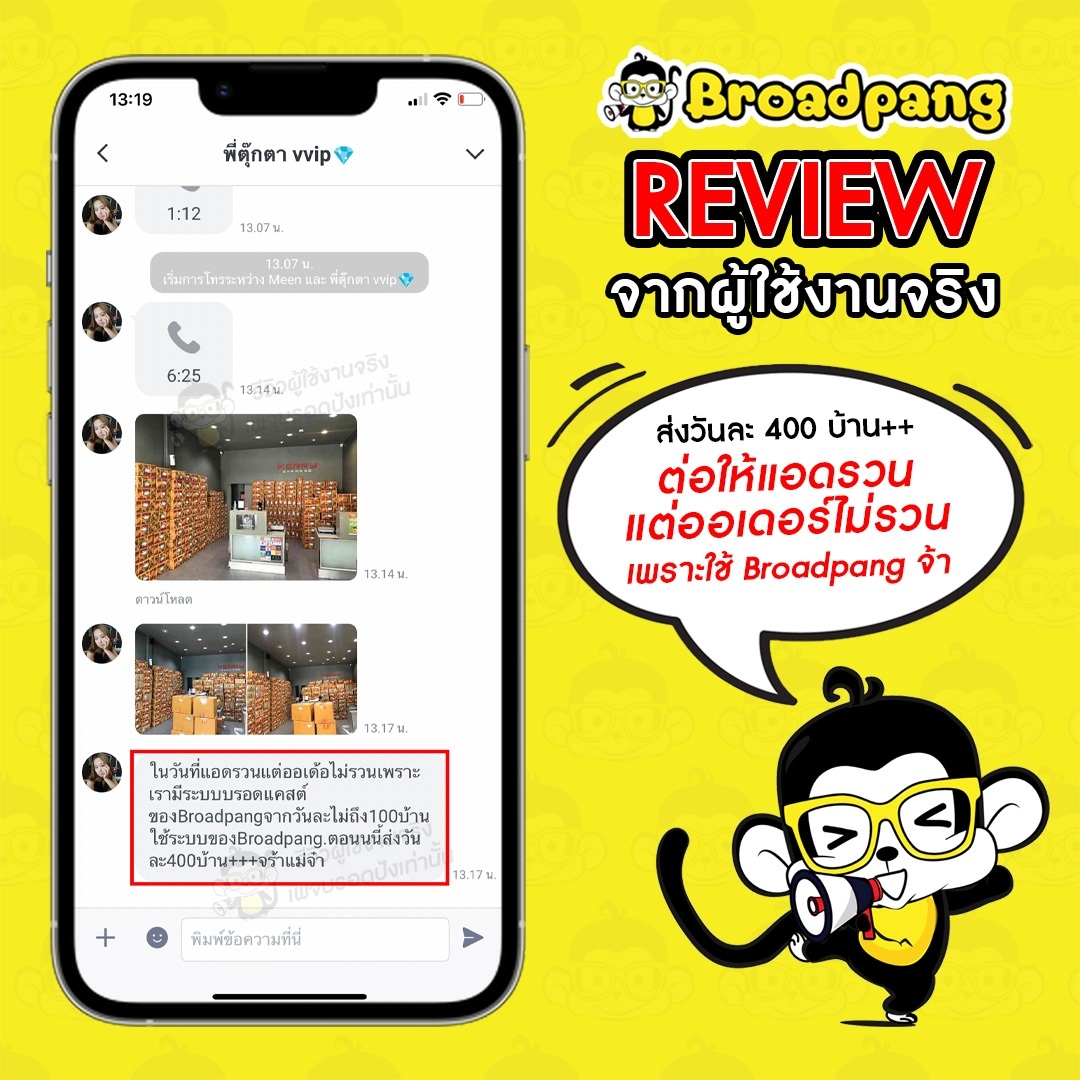 13:19
พี่ตุ๊กตา vvip💎
1:12
13.07 น.
13.07 น.
เริ่มการโทรระหว่าง Meen และ พี่ตุ๊กตา vvip💎
6:25
13.14 น.
รีวิวผู้ใช้งานจริง
เพจบรอดปังเท่านั้น
KERRY
EXPRESS
13.14 น.
ดาวน์โหลด
KERRY
13.17 น.
ในวันที่แอดรวนแต่ออเด้อไม่รวนเพราะ
เรามีระบบบรอดแคสต์
ของBroadpangจากวันละไม่ถึง100บ้าน
ใช้ระบบของBroadpang.ตอนนนี้ส่งวัน
ละ400บ้าน+++จร้าแม่จ๋า
รีวิวผู้ใช้งานจริง
เพจบรอดปังเท่านั้น
13.17 น.
พิมพ์ข้อความที่นี่
Broadpang
REVIEW
จากผู้ใช้งานจริง
ส่งวันละ 400 บ้าน++
ต่อให้แอดรวน
แต่ออเดอร์ไม่รวน
เพราะใช้ Broadpang จ้า